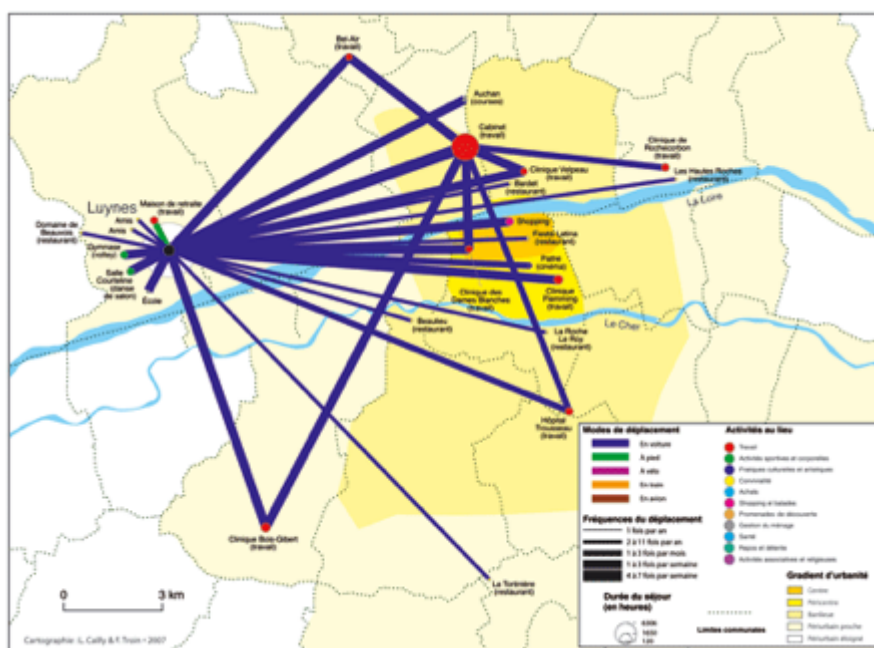 Bel-Air
(travail)
Auchan
(courses)
Cabinet
(travail)
Clinique de
Rochecorbon
(travail)
Clinique Velpeau
(travail)
Les Hautes Roches
(restaurant)
Bardet
(restaurant)
La Loire
Luynes
Maison de retraite
(travail)
Amis
Amis
Domaine de
Beauvois
(restaurant)
Gymnase
(volley)
Salle
Courteline
(danse
de salon)
École
Shopping
(restaurant)
Pathé
(cinéma)
Clinique des
Dames Blanches
(travail)
Clinique
Flemming
(travail)
Beaulieu
(restaurant)
La Roche
Le Roy
(restaurant)
Le Cher
Hôpital
Trousseau
(travail)
Clinique Bois-Gibert
(travail)
La Tortinière
(restaurant)
0 3 km
Cartographie : L. Cailly & F. Troin • 2007
Modes de déplacement
En voiture
À pied
À vélo
En train
En avion
Fréquences du déplacement
1 fois par an
2 à 11 fois par an
1 à 3 fois par mois
1 à 3 fois par semaine
4 à 7 fois par semaine
Durée du séjour
(en heures)
Limites communales
Activités au lieu
Travail
Activités sportives et corporelles
Pratiques culturelles et artistiques
Convivialité
Achats
Shopping et balades
Promenades de découverte
Gestion du ménage
Santé
Repos et détente
Activités associatives et religieuses
Gradient d'urbanité
Centre
Péricentre
Banlieue
Périurbain proche
Périurbain éloigné